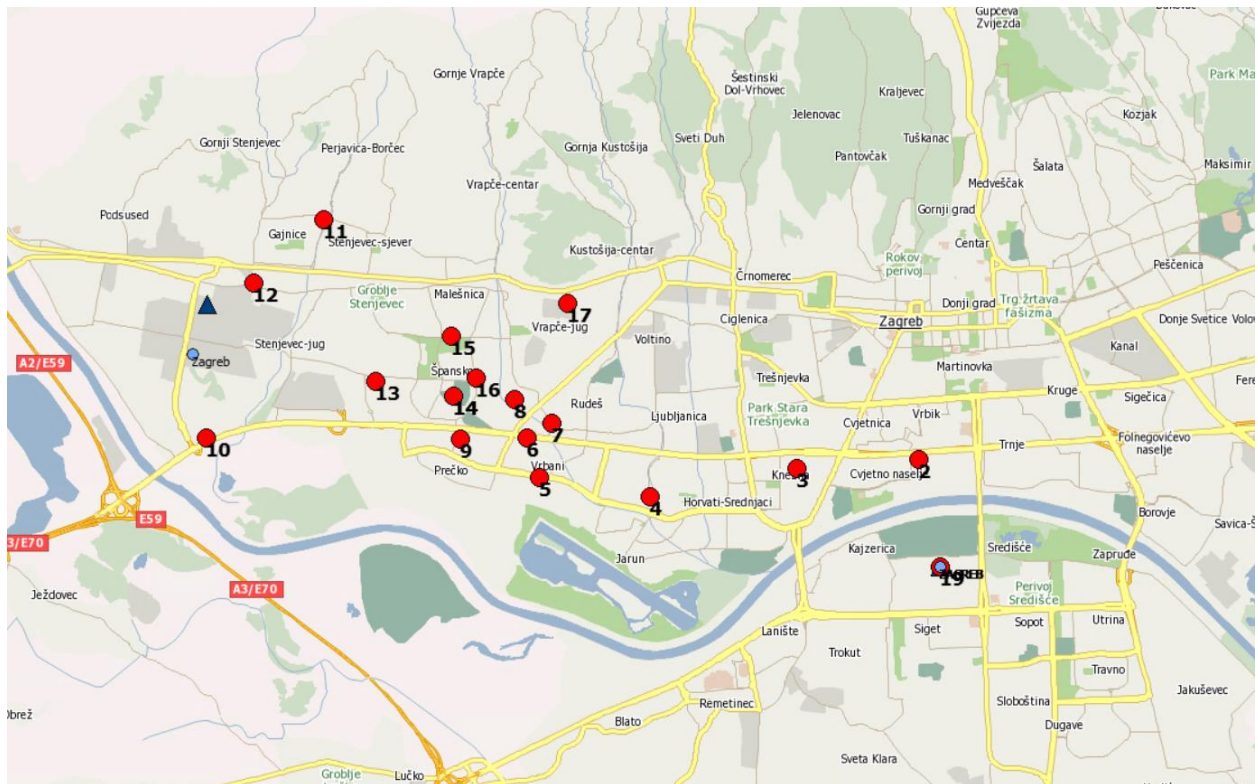 Gupčeva
Zvijezda
Gornje Vrapče
Šestinski
Dol-Vrhovec
Kraljevec
Park Ma
Jelenovac
Kozjak
Gornji Stenjevec
Perjavica-Borčec
Gornja Kustošija
Sveti Duh
Tuškanac
Pantovčak
Šalata
Maksimir
Vrapče-centar
Medveščak
Podsused
Gornji grad
11
Gajnice
Stenjevec-sjever
Kustošija-centar
Centar
Rokov
perivoj
Peščenica
Črnomerec
12
Groblje
Stenjevec
Malešnica
17
Vrapče-jug
Donji grad
Trg žrtava
fašizma
Ciglenica
Zagreb
Donje Svetice
Volov
Stenjevec-jug
15
Voltino
Kanal
A2/E59
Zagreb
Martinovka
Špansko
16
Trešnjevka
Kruge
Fere
13
14
8
Rudeš
Ljubljanica
Park Stara
Trešnjevka
Cvjetnica
Vrbik
Sigečica
10
9
6
7
Trnje
Folnegovićevo
naselje
Prečko
Vrbani
5
3
Cvjetno naselje
2
4
Horvati-Srednjaci
E59
Borovje
Savica-Š
3/E70
Jarun
Kajzerica
Središće
Zapruđe
A3/E70
19
Ježdovec
Perivoj
Središće
Lanište
Siget
Sopot
Utrina
Trokut
Travno
Remetinec
Sloboština
Jakuševec
Obrež
Blato
Dugave
Sveta Klara
Groblje
Lučko